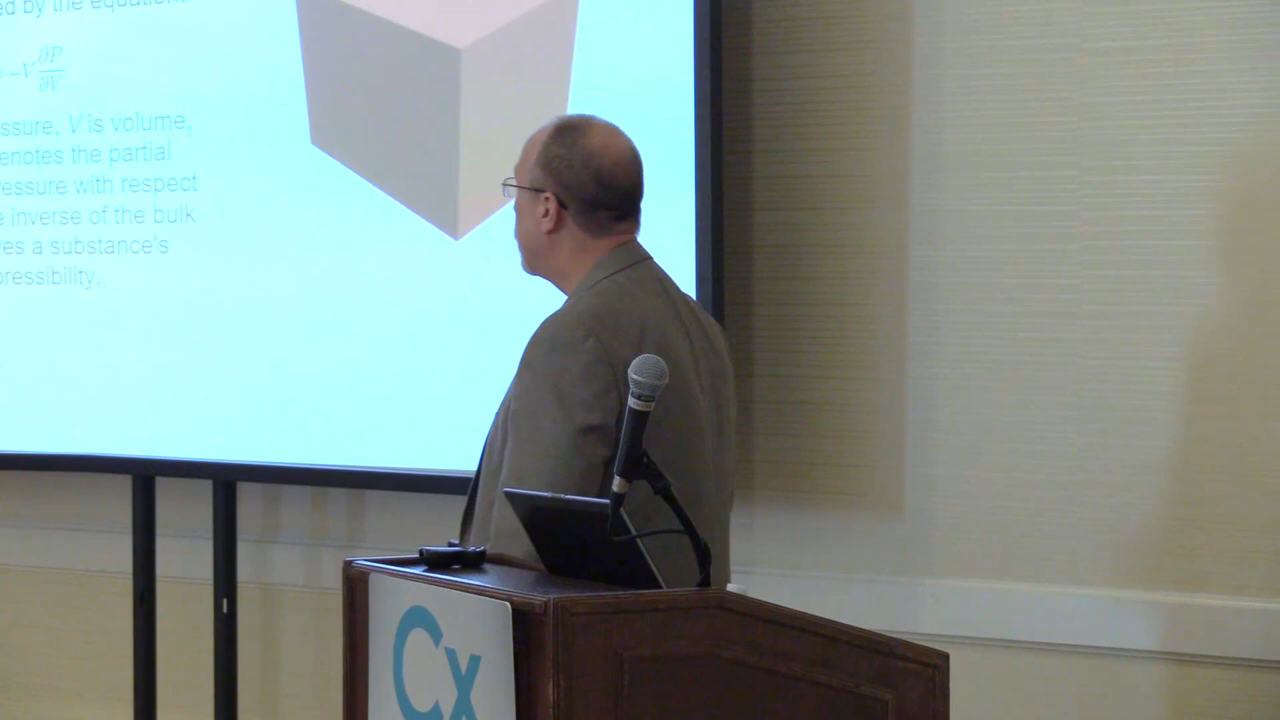 ed by the equation:
= -V ∂P/∂V
ssure, V is volume,
enotes the partial
ressure with respect
e inverse of the bulk
ves a substance's
pressibility.
Cx